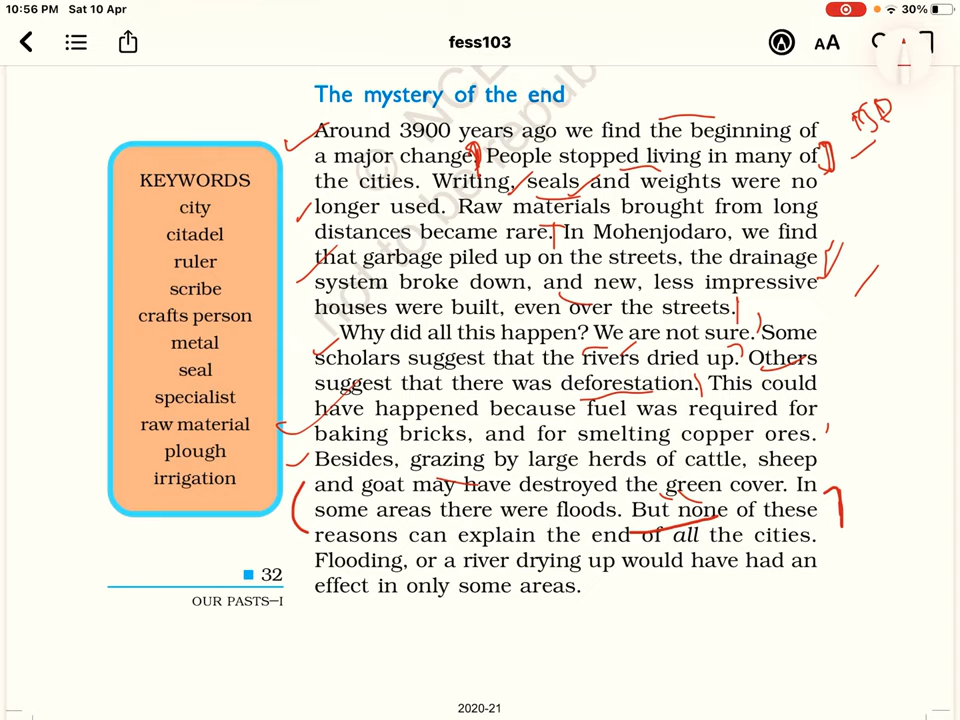 10:56 PM Sat 10 Apr
30%
fess103
AA
The mystery of the end
Around 3900 years ago we find the beginning of
a major change. People stopped living in many of
the cities. Writing, seals and weights were no
longer used. Raw materials brought from long
distances became rare. In Mohenjodaro, we find
that garbage piled up on the streets, the drainage
system broke down, and new, less impressive
houses were built, even over the streets.
Why did all this happen? We are not sure. Some
scholars suggest that the rivers dried up. Others
suggest that there was deforestation. This could
have happened because fuel was required for
baking bricks, and for smelting copper ores.
Besides, grazing by large herds of cattle, sheep
and goat may have destroyed the green cover. In
some areas there were floods. But none of these
reasons can explain the end of all the cities.
Flooding, or a river drying up would have had an
effect in only some areas.
KEYWORDS
city
citadel
ruler
scribe
crafts person
metal
seal
specialist
raw material
plough
irrigation
32
OUR PASTS–I
2020-21
not to be republ
© NCE